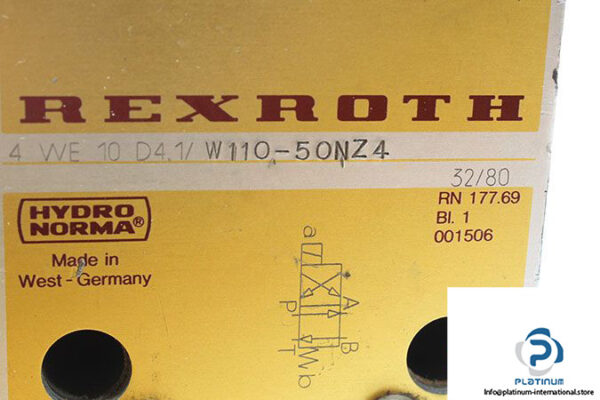 REXROTH
4 WE 10 D4.1/ W110-50NZ4
32/80
RN 177.69
Bl. 1
001506
HYDRO
NORMA®
Made in
West-Germany
a
A
B
P
T
b
PLATINUM
Info@platinum-international.store